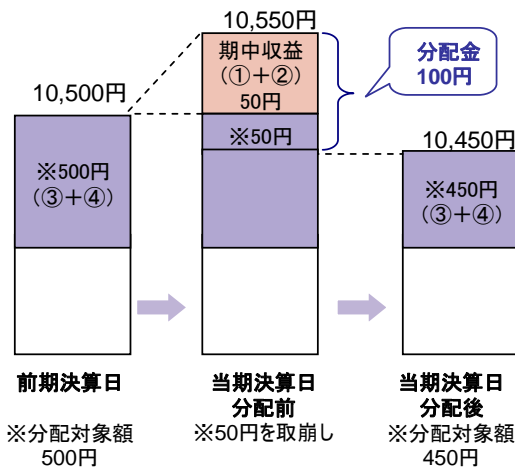 10,550円
期中収益
(①+②)
50円
分配金
100円
10,500円
※50円
10,450円
※500円
(③+④)
※450円
(③+④)
前期決算日
当期決算日
分配前
当期決算日
分配後
※分配対象額
500円
※50円を取崩し
※分配対象額
450円